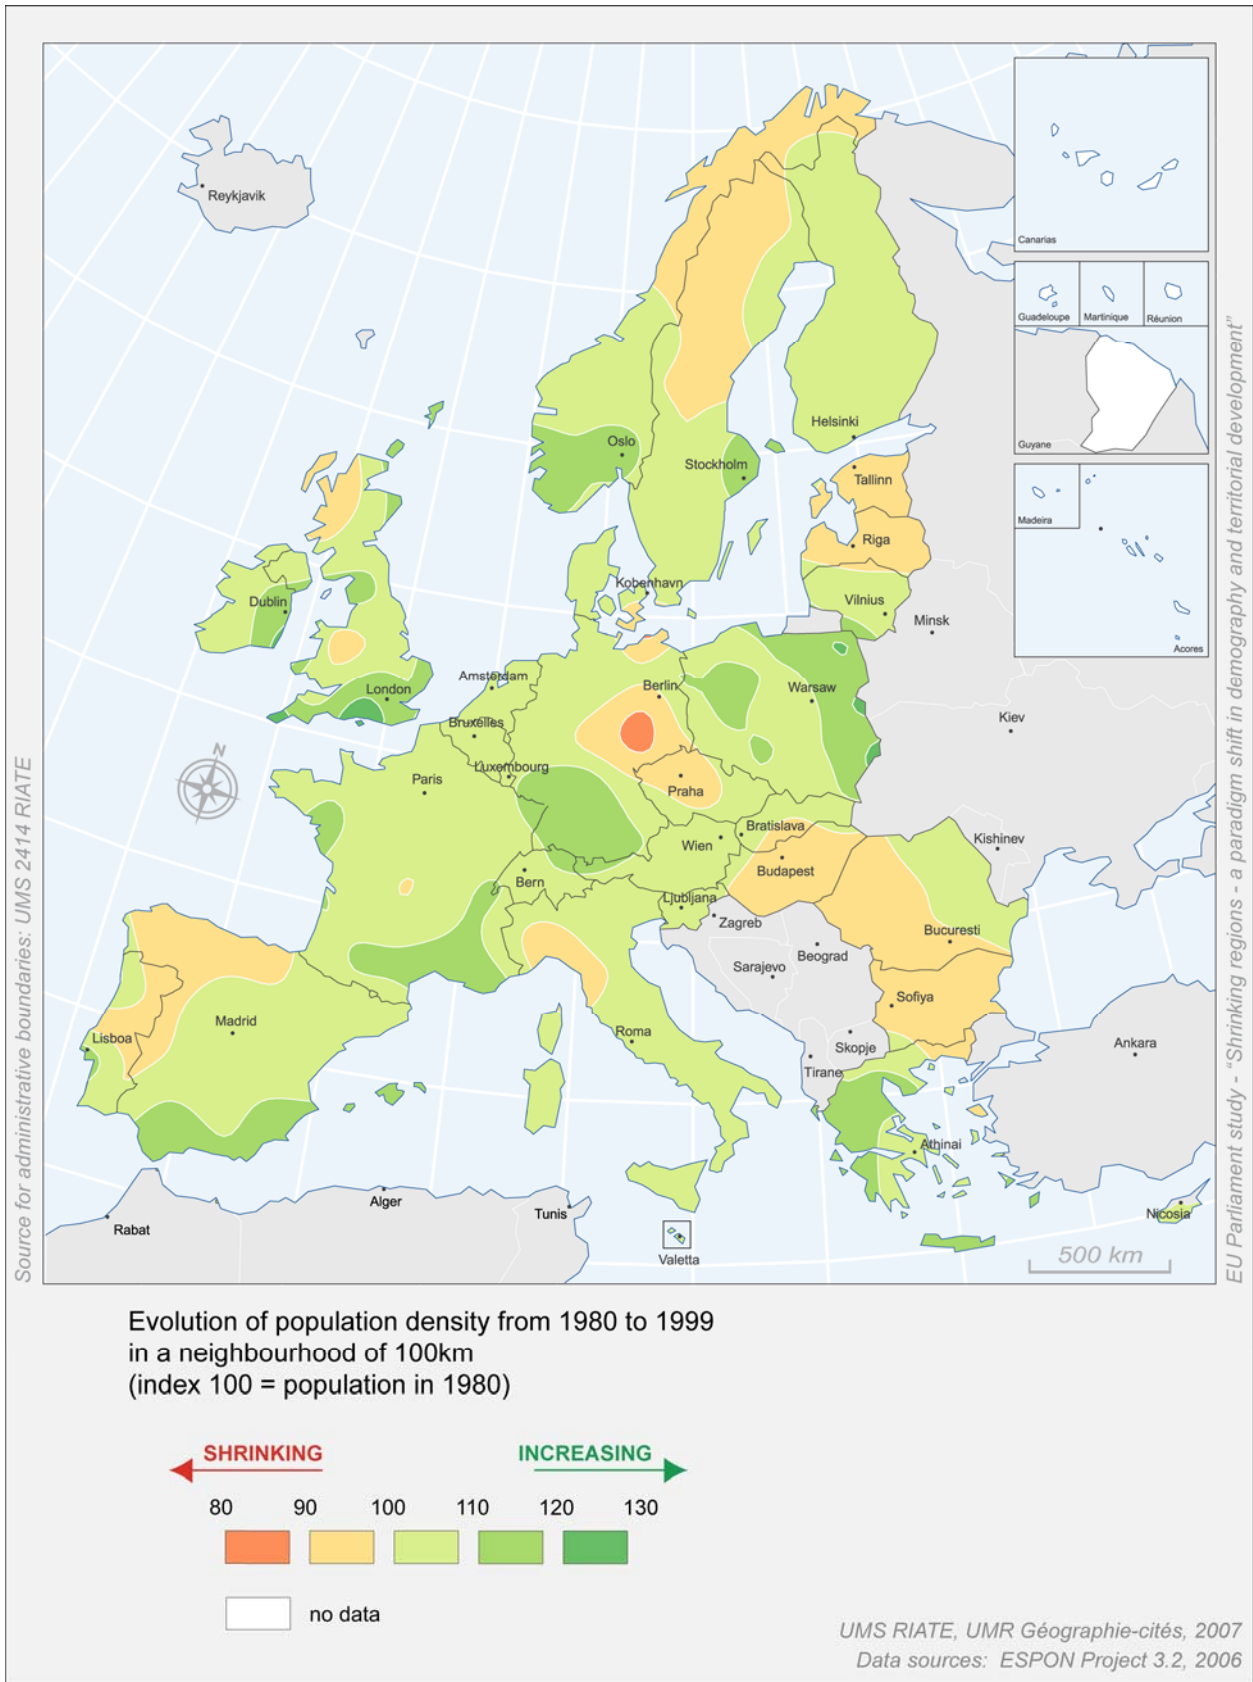 Reykjavik
Canarias
Guadeloupe
Martinique
Réunion
Guyane
Madeira
Acores
Helsinki
Oslo
Stockholm
Tallinn
Riga
Kobenhavn
Vilnius
Minsk
Dublin
London
Amsterdam
Berlin
Warsaw
Bruxelles
Kiev
Luxembourg
Paris
Praha
N
Bratislava
Wien
Kishinev
Budapest
Bern
Ljubljana
Zagreb
Bucuresti
Beograd
Sarajevo
Sofiya
Madrid
Lisboa
Roma
Skopje
Ankara
Tirane
Athinai
Alger
Tunis
Rabat
Nicosia
Valetta
500 km
Source for administrative boundaries: UMS 2414 RIATE
EU Parliament study - "Shrinking regions - a paradigm shift in demography and territorial development"
Evolution of population density from 1980 to 1999
in a neighbourhood of 100km
(index 100 = population in 1980)
SHRINKING INCREASING
80 90 100 110 120 130
no data
UMS RIATE, UMR Géographie-cités, 2007
Data sources: ESPON Project 3.2, 2006